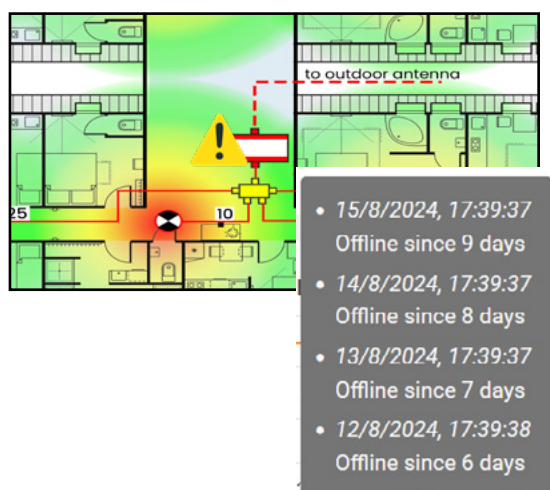 to outdoor antenna
25
10
15/8/2024, 17:39:37
Offline since 9 days
14/8/2024, 17:39:37
Offline since 8 days
13/8/2024, 17:39:37
Offline since 7 days
12/8/2024, 17:39:38
Offline since 6 days